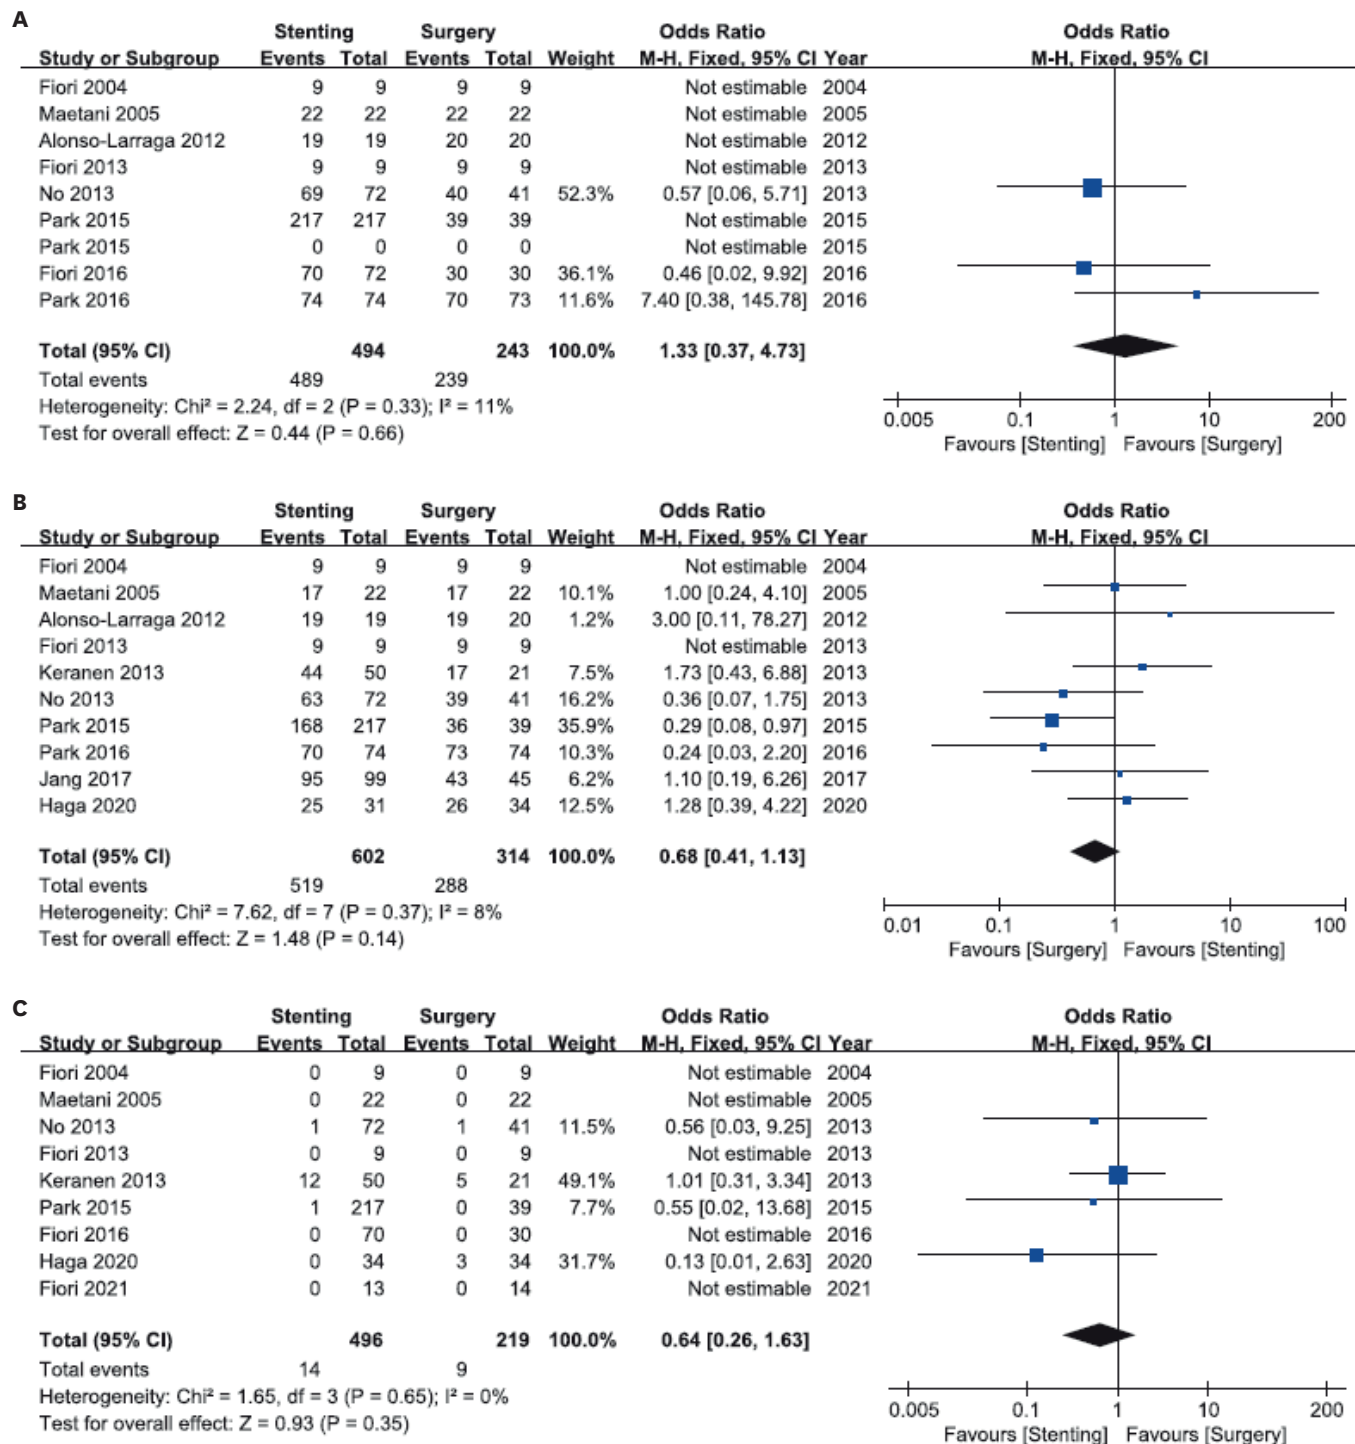 A
Stenting Surgery Odds Ratio Odds Ratio
Study or Subgroup Events Total Events Total Weight M-H, Fixed, 95% CI Year M-H, Fixed, 95% CI
Fiori 2004 9 9 9 9 Not estimable 2004
Maetani 2005 22 22 22 22 Not estimable 2005
Alonso-Larraga 2012 19 19 20 20 Not estimable 2012
Fiori 2013 9 9 9 9 Not estimable 2013
No 2013 69 72 40 41 52.3% 0.57 [0.06, 5.71] 2013
Park 2015 217 217 39 39 Not estimable 2015
Park 2015 0 0 0 0 Not estimable 2015
Fiori 2016 70 72 30 30 36.1% 0.46 [0.02, 9.92] 2016
Park 2016 74 74 70 73 11.6% 7.40 [0.38, 145.78] 2016
Total (95% CI) 494 243 100.0% 1.33 [0.37, 4.73]
Total events 489 239
Heterogeneity: Chi² = 2.24, df = 2 (P = 0.33); I² = 11%
Test for overall effect: Z = 0.44 (P = 0.66)
0.005 0.1 1 10 200
Favours [Stenting] Favours [Surgery]
B
Stenting Surgery Odds Ratio Odds Ratio
Study or Subgroup Events Total Events Total Weight M-H, Fixed, 95% CI Year M-H, Fixed, 95% CI
Fiori 2004 9 9 9 9 Not estimable 2004
Maetani 2005 17 22 17 22 10.1% 1.00 [0.24, 4.10] 2005
Alonso-Larraga 2012 19 19 19 20 1.2% 3.00 [0.11, 78.27] 2012
Fiori 2013 9 9 9 9 Not estimable 2013
Keranen 2013 44 50 17 21 7.5% 1.73 [0.43, 6.88] 2013
No 2013 63 72 39 41 16.2% 0.36 [0.07, 1.75] 2013
Park 2015 168 217 36 39 35.9% 0.29 [0.08, 0.97] 2015
Park 2016 70 74 73 74 10.3% 0.24 [0.03, 2.20] 2016
Jang 2017 95 99 43 45 6.2% 1.10 [0.19, 6.26] 2017
Haga 2020 25 31 26 34 12.5% 1.28 [0.39, 4.22] 2020
Total (95% CI) 602 314 100.0% 0.68 [0.41, 1.13]
Total events 519 288
Heterogeneity: Chi² = 7.62, df = 7 (P = 0.37); I² = 8%
Test for overall effect: Z = 1.48 (P = 0.14)
0.01 0.1 1 10 100
Favours [Surgery] Favours [Stenting]
C
Stenting Surgery Odds Ratio Odds Ratio
Study or Subgroup Events Total Events Total Weight M-H, Fixed, 95% CI Year M-H, Fixed, 95% CI
Fiori 2004 0 9 0 9 Not estimable 2004
Maetani 2005 0 22 0 22 Not estimable 2005
No 2013 1 72 1 41 11.5% 0.56 [0.03, 9.25] 2013
Fiori 2013 0 9 0 9 Not estimable 2013
Keranen 2013 12 50 5 21 49.1% 1.01 [0.31, 3.34] 2013
Park 2015 1 217 0 39 7.7% 0.55 [0.02, 13.68] 2015
Fiori 2016 0 70 0 30 Not estimable 2016
Haga 2020 0 34 3 34 31.7% 0.13 [0.01, 2.63] 2020
Fiori 2021 0 13 0 14 Not estimable 2021
Total (95% CI) 496 219 100.0% 0.64 [0.26, 1.63]
Total events 14 9
Heterogeneity: Chi² = 1.65, df = 3 (P = 0.65); I² = 0%
Test for overall effect: Z = 0.93 (P = 0.35)
0.005 0.1 1 10 200
Favours [Stenting] Favours [Surgery]